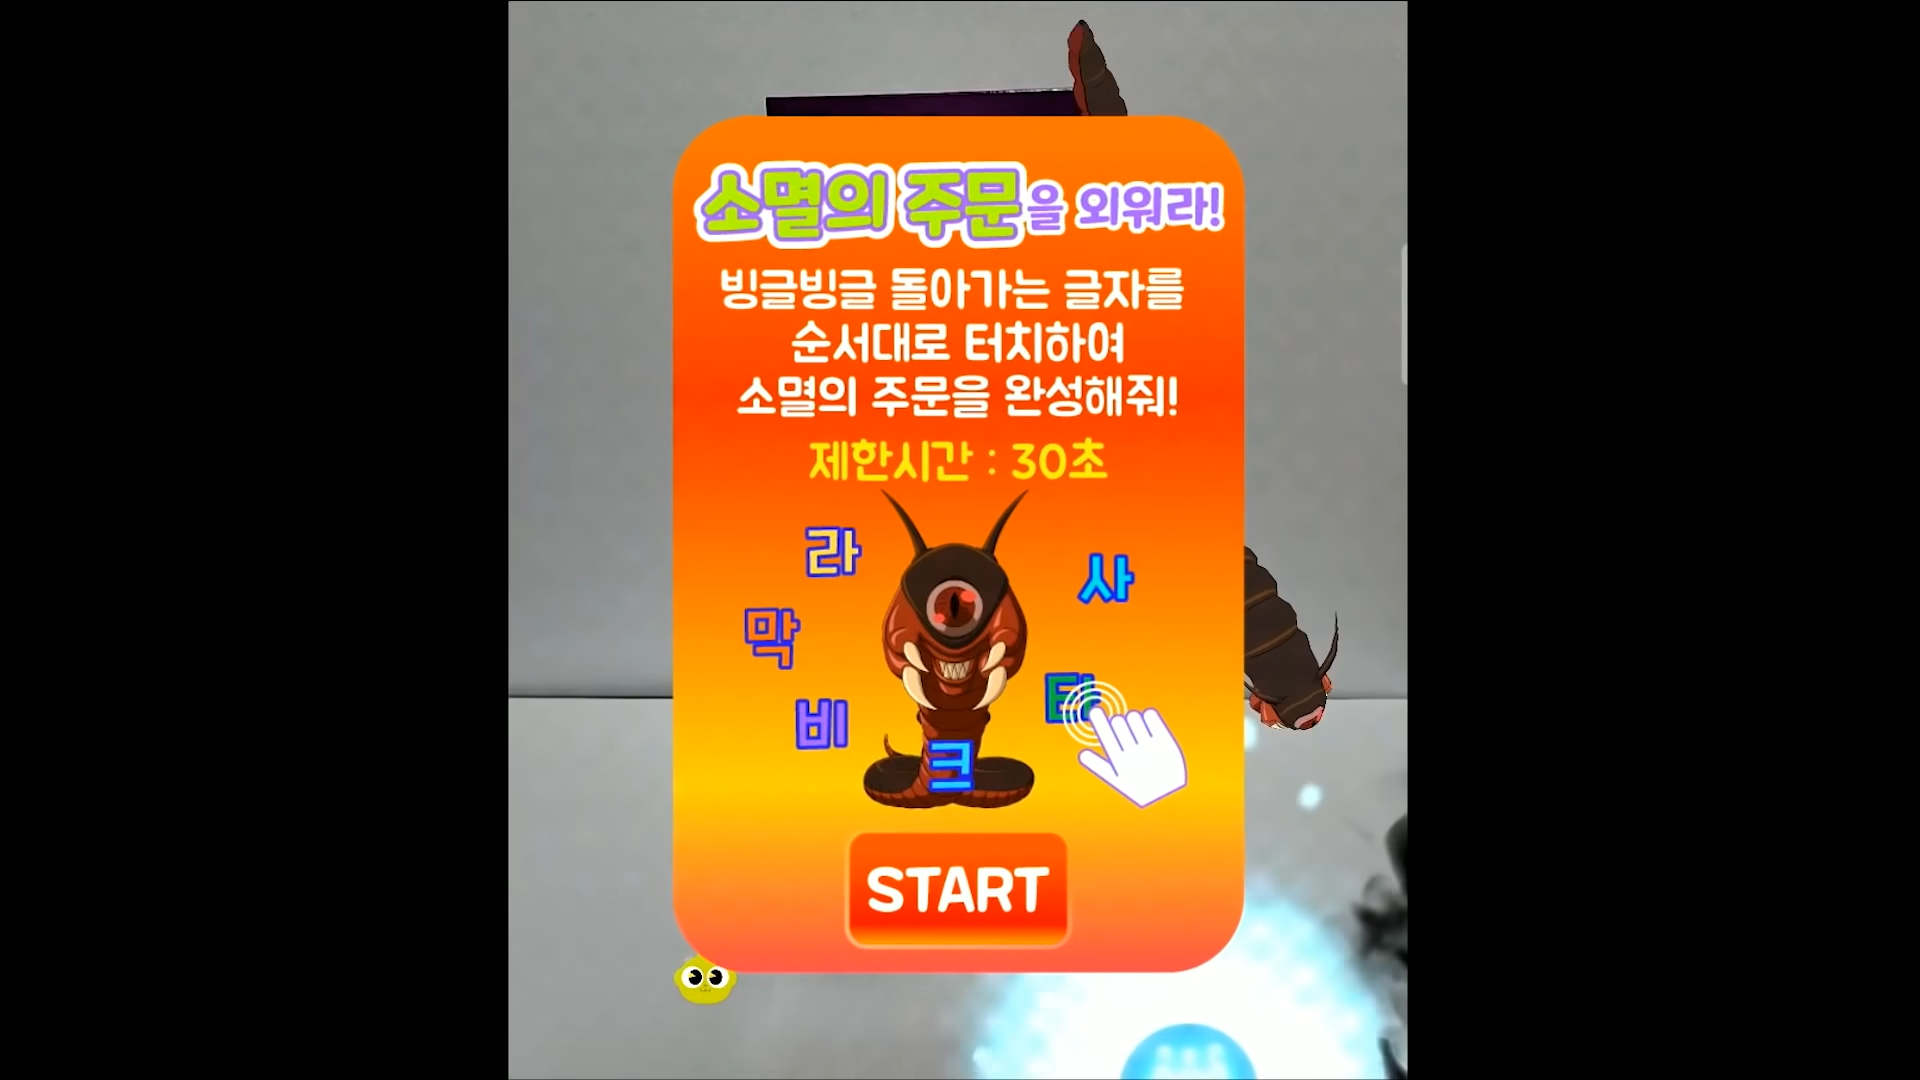 소멸의 주문을 외워라!
빙글빙글 돌아가는 글자를
순서대로 터치하여
소멸의 주문을 완성해줘!
제한시간 : 30초
라
사
막
비
크
START